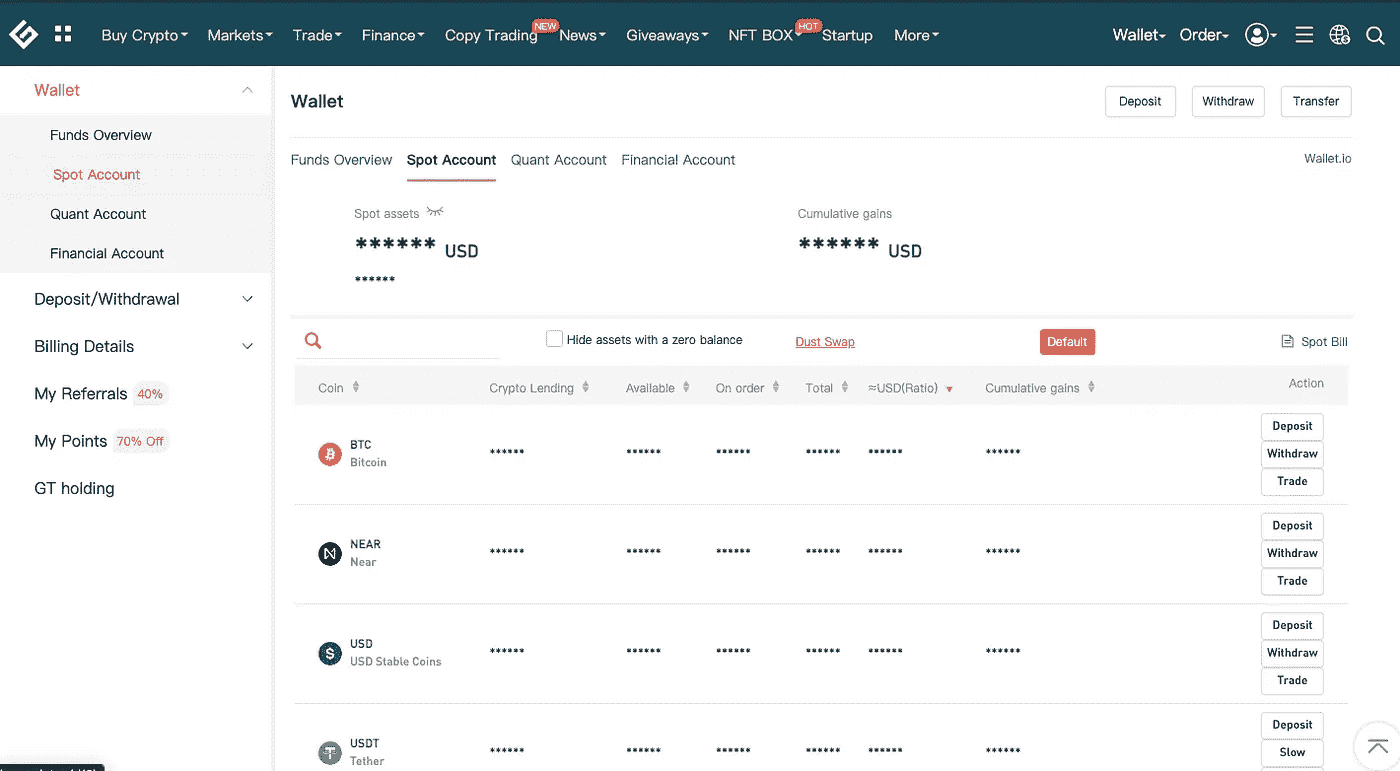 Buy Crypto Markets Trade Finance Copy Trading NEW News Giveaways NFT BOX HOT Startup More Wallet Order
Wallet
Funds Overview
Spot Account
Quant Account
Financial Account
Deposit/Withdrawal
Billing Details
My Referrals 40%
My Points 70% Off
GT holding
Wallet Deposit Withdraw Transfer
Funds Overview Spot Account Quant Account Financial Account Wallet.io
Spot assets Cumulative gains
****** USD ****** USD
******
Hide assets with a zero balance Dust Swap Default Spot Bill
Coin Crypto Lending Available On order Total ≈USD(Ratio) Cumulative gains Action
BTC
Bitcoin
****** ****** ****** ****** ****** ******
Deposit
Withdraw
Trade
NEAR
Near
****** ****** ****** ****** ****** ******
Deposit
Withdraw
Trade
USD
USD Stable Coins
****** ****** ****** ****** ****** ******
Deposit
Withdraw
Trade
USDT
Tether
****** ****** ****** ****** ****** ******
Deposit
Slow